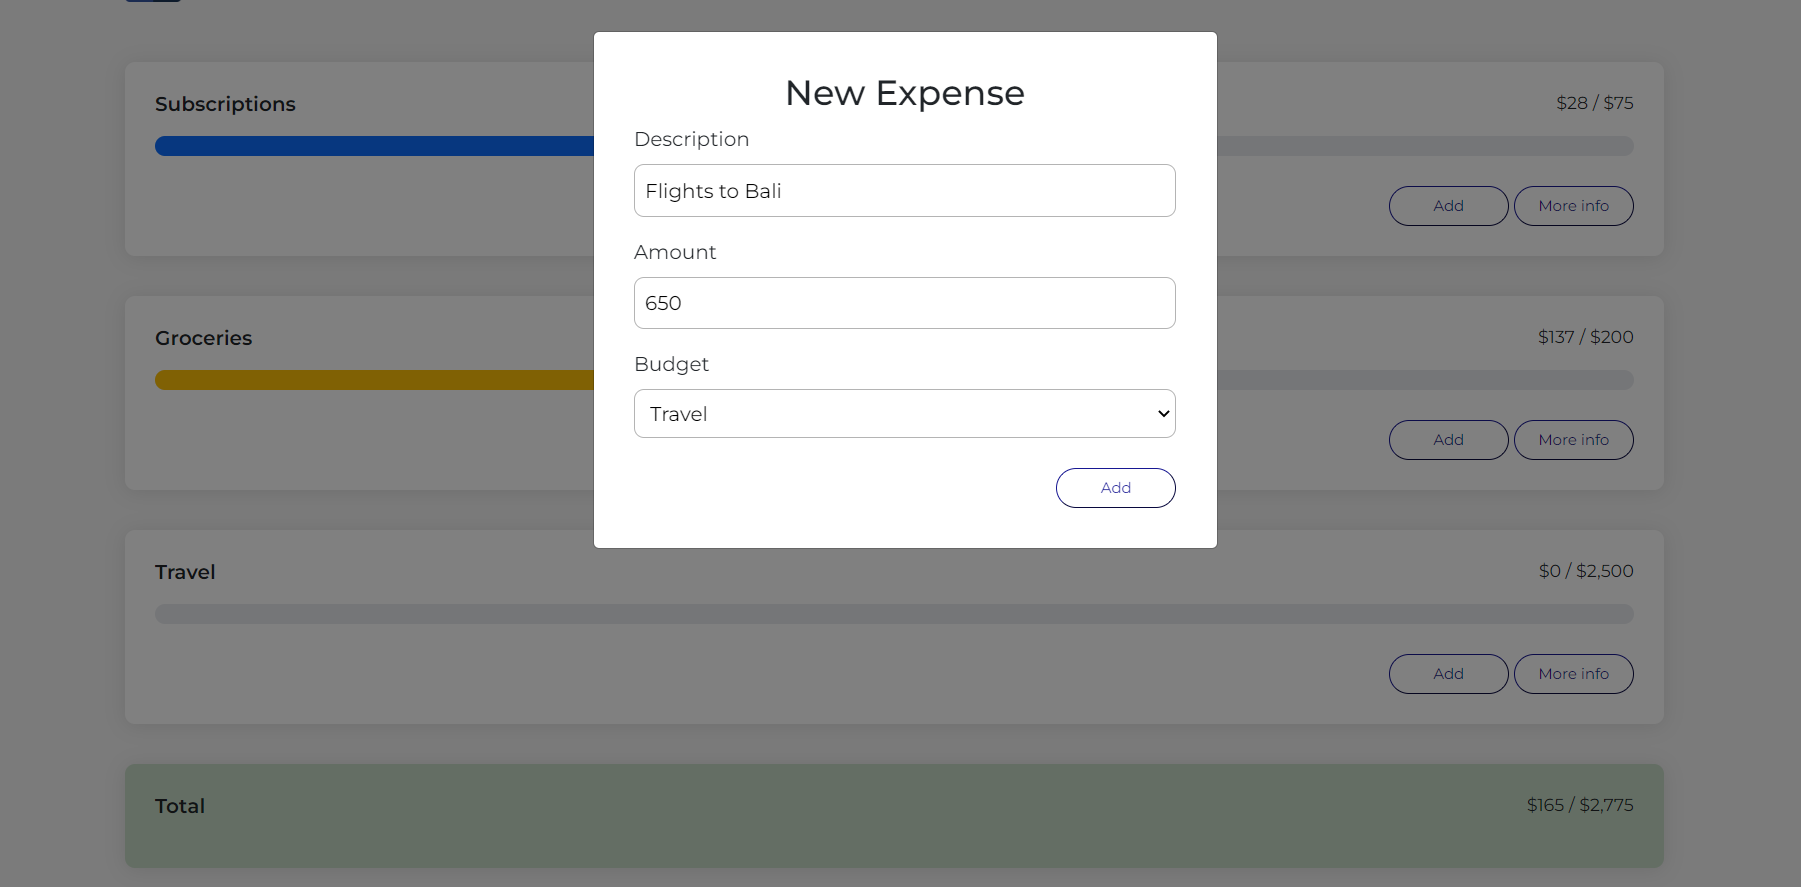 New Expense
Description
Flights to Bali
Amount
650
Budget
Travel
Add
Subscriptions
$28 / $75
Add
More info
Groceries
$137 / $200
Add
More info
Travel
$0 / $2,500
Add
More info
Total
$165 / $2,775